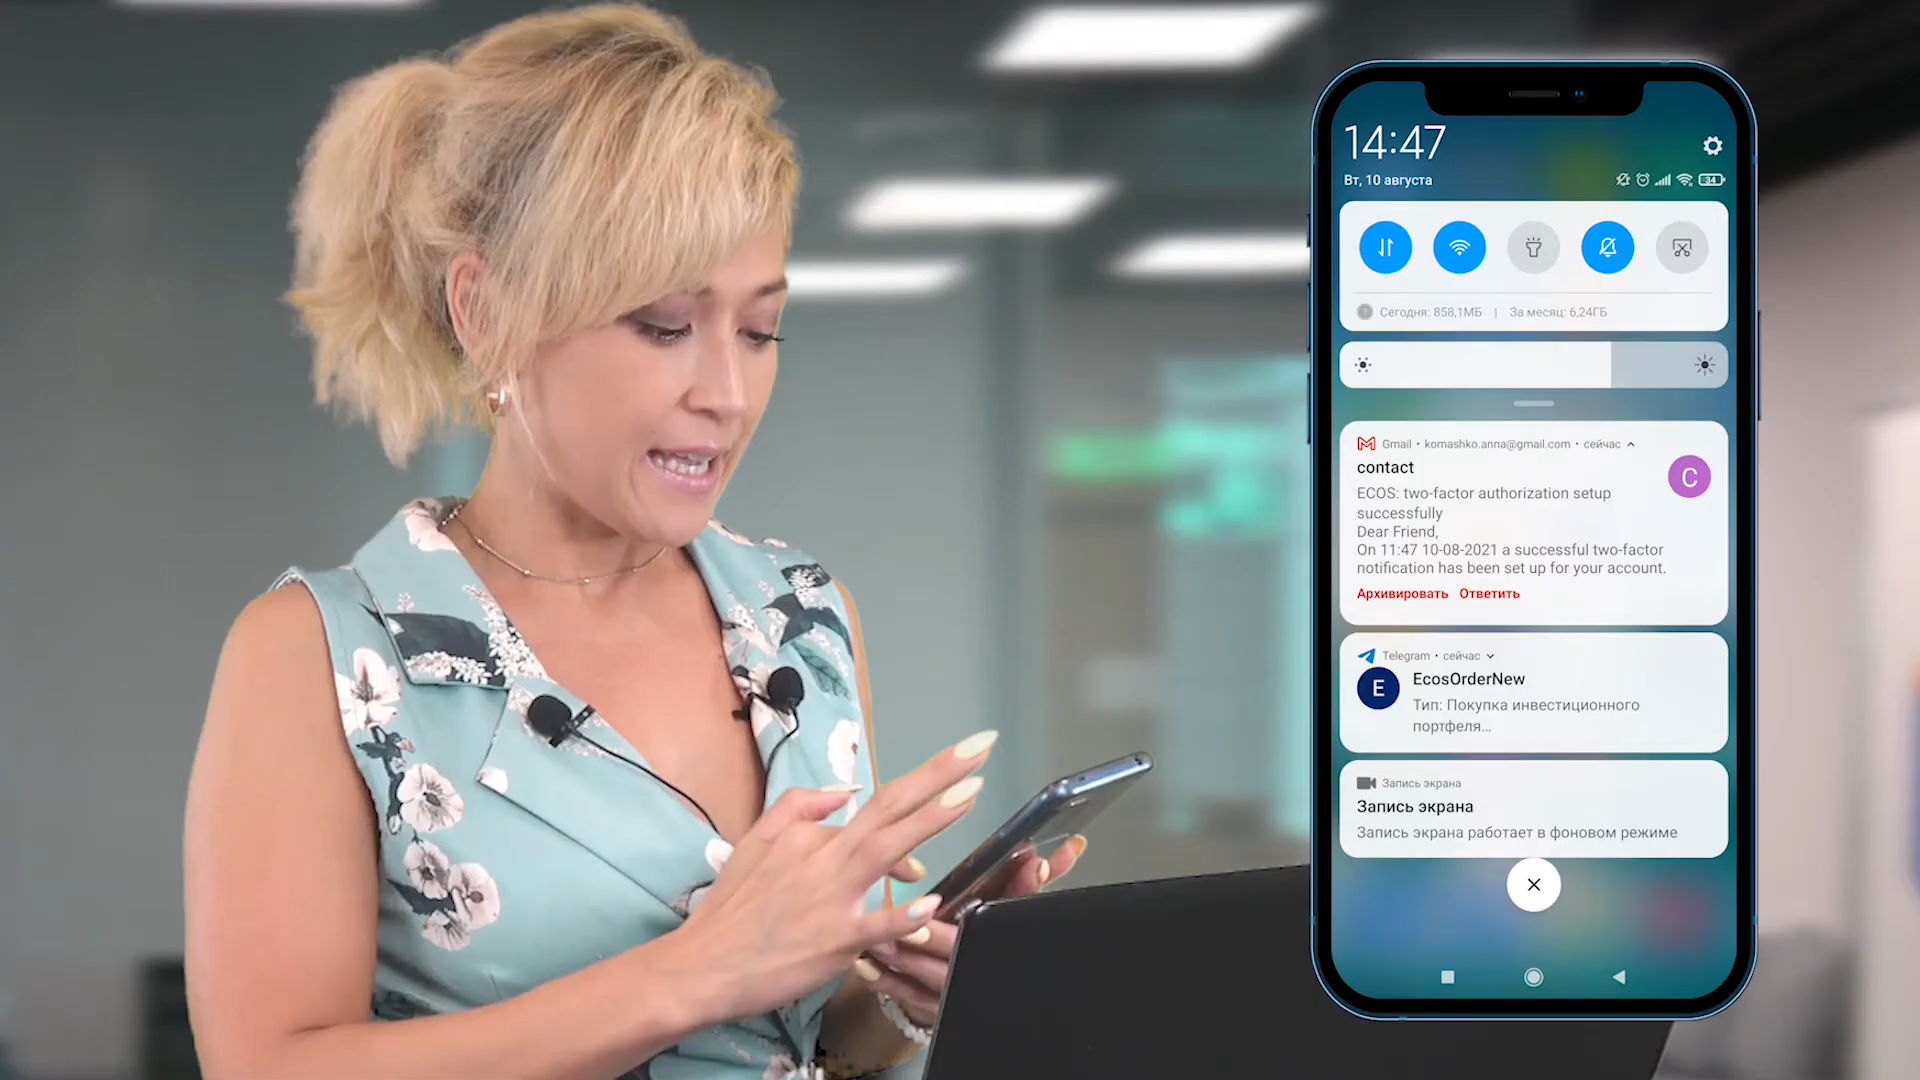 14:47
Вт, 10 августа
34
Сегодня: 858,1МБ | За месяц: 6,24ГБ
Gmail • komashko.anna@gmail.com • сейчас
contact
C
ECOS: two-factor authorization setup
successfully
Dear Friend,
On 11:47 10-08-2021 a successful two-factor
notification has been set up for your account.
Архивировать Ответить
Telegram • сейчас
E
EcosOrderNew
Тип: Покупка инвестиционного
портфеля...
Запись экрана
Запись экрана
Запись экрана работает в фоновом режиме